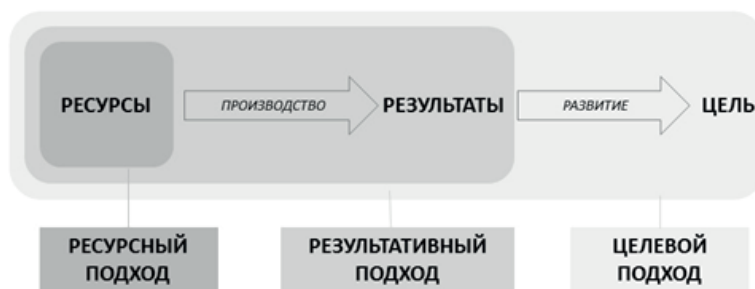 РЕСУРСЫ
ПРОИЗВОДСТВО
РЕЗУЛЬТАТЫ
РАЗВИТИЕ
ЦЕЛЬ
РЕСУРСНЫЙ
ПОДХОД
РЕЗУЛЬТАТИВНЫЙ
ПОДХОД
ЦЕЛЕВОЙ
ПОДХОД